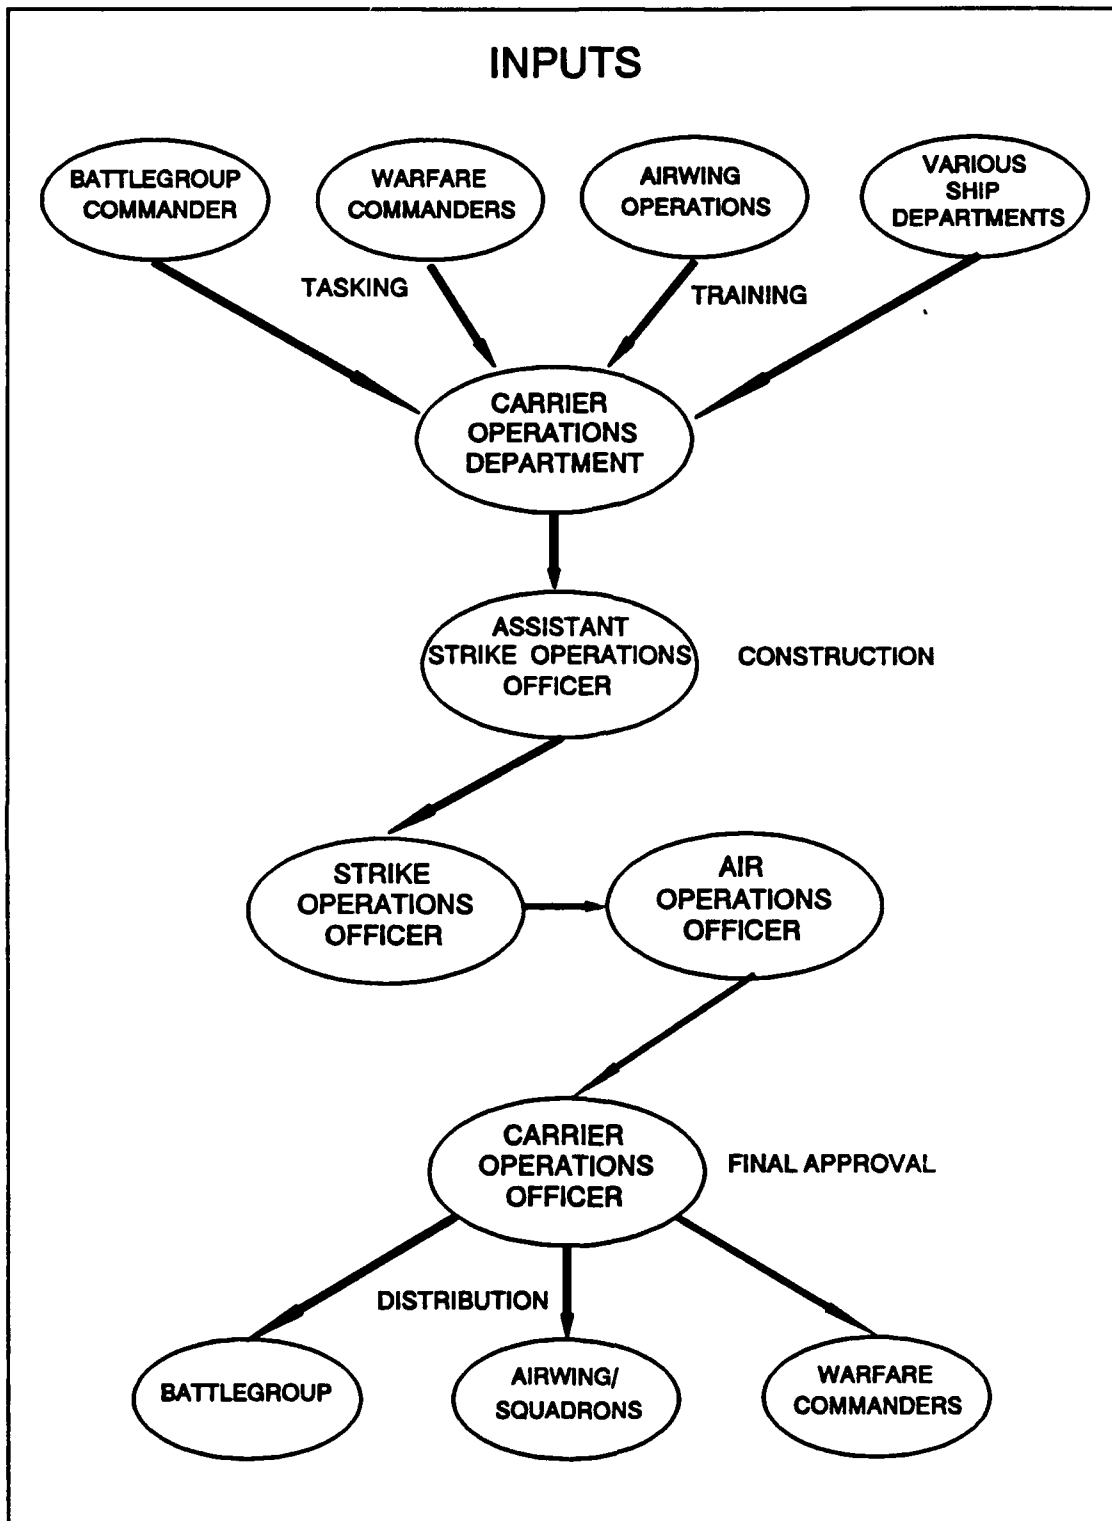 INPUTS
BATTLEGROUP
COMMANDER
WARFARE
COMMANDERS
AIRWING
OPERATIONS
VARIOUS
SHIP
DEPARTMENTS
TASKING
TRAINING
CARRIER
OPERATIONS
DEPARTMENT
ASSISTANT
STRIKE OPERATIONS
OFFICER
CONSTRUCTION
STRIKE
OPERATIONS
OFFICER
AIR
OPERATIONS
OFFICER
CARRIER
OPERATIONS
OFFICER
FINAL APPROVAL
DISTRIBUTION
BATTLEGROUP
AIRWING/
SQUADRONS
WARFARE
COMMANDERS